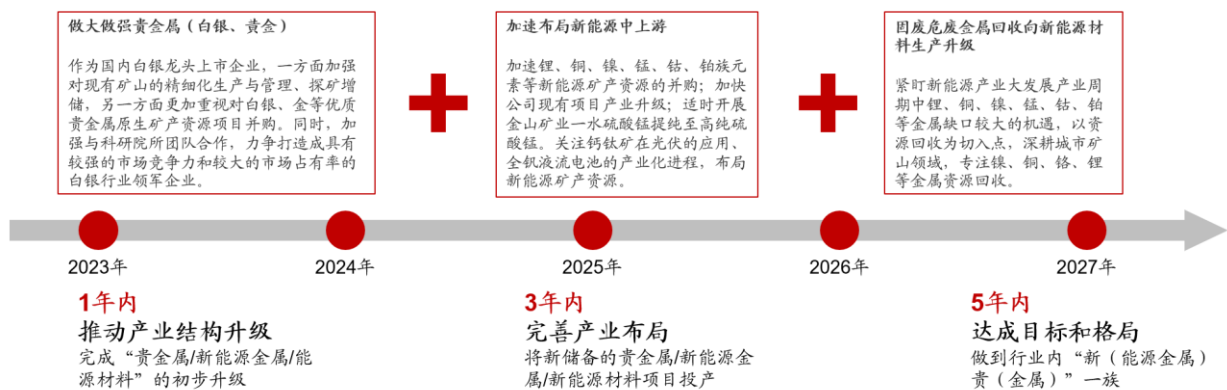 做大做强贵金属（白银、黄金）
作为国内白银龙头上市企业，一方面加强
对现有矿山的精细化生产与管理、探矿增
储，另一方面更加重视对白银、金等优质
贵金属原生矿产资源项目并购。同时，加
强与科研院所团队合作，力争打造成具有
较强的市场竞争力和较大的市场占有率的
白银行业领军企业。
加速布局新能源中上游
加速锂、铜、镍、锰、钴、铂族元
素等新能源矿产资源的并购；加快
公司现有项目产业升级；适时开展
金山矿业一水硫酸锰提纯至高纯硫
酸锰。关注钙钛矿在光伏的应用、
全钒液流电池的产业化进程，布局
新能源矿产资源。
固废危废金属回收向新能源材
料生产升级
紧盯新能源产业大发展产业周
期中锂、铜、镍、锰、钴、铂
等金属缺口较大的机遇，以资
源回收为切入点，深耕城市矿
山领域，专注镍、铜、铬、锂
等金属资源回收。
2023年
2024年
2025年
2026年
2027年
1年内
推动产业结构升级
完成“贵金属/新能源金属/能
源材料”的初步升级
3年内
完善产业布局
将新储备的贵金属/新能源金
属/新能源材料项目投产
5年内
达成目标和格局
做到行业内“新（能源金属）
贵（金属）”一族